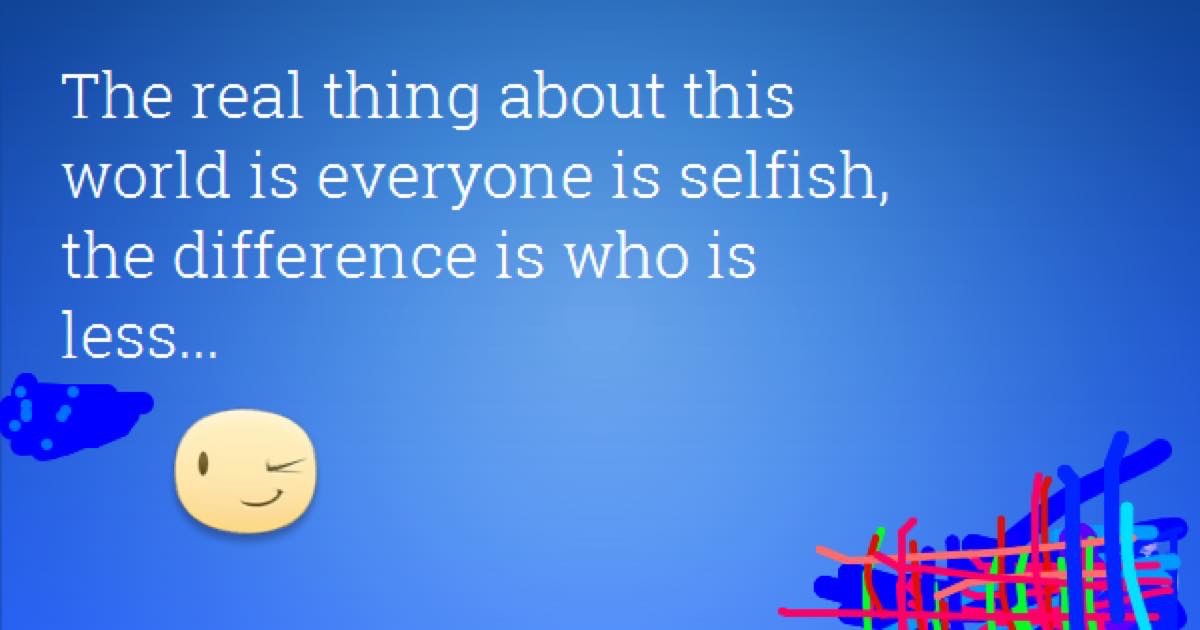 The real thing about this
world is everyone is selfish,
the difference is who is
less...